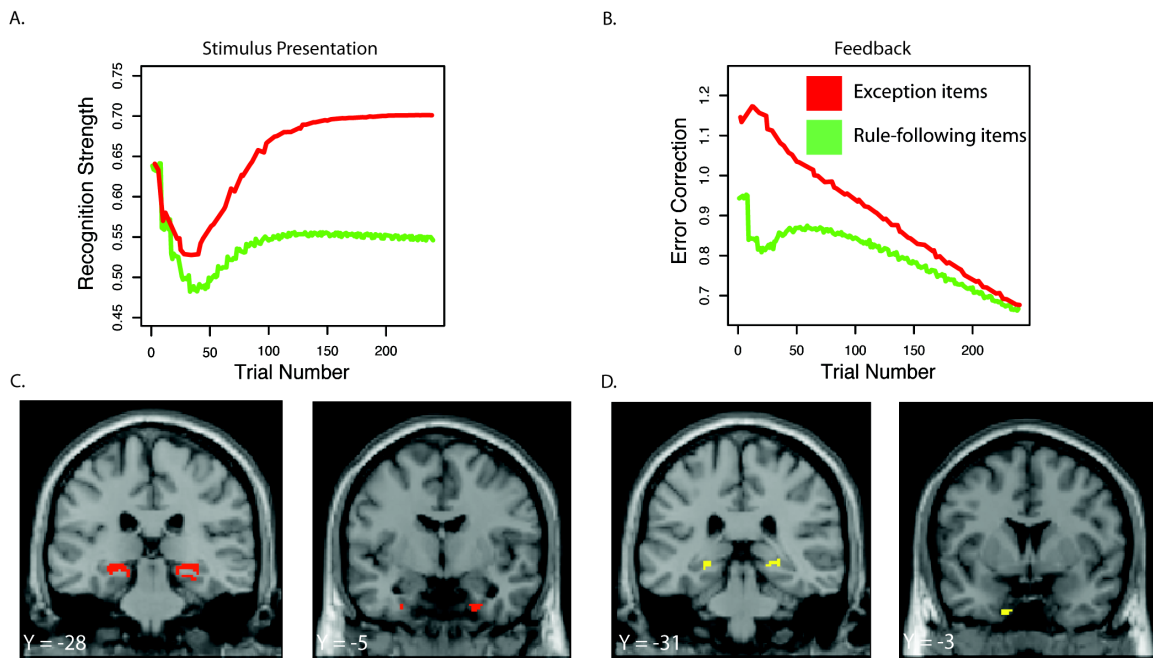 A.
Stimulus Presentation
Recognition Strength
0.75
0.70
0.65
0.60
0.55
0.50
0.45
0
50
100
150
200
Trial Number
B.
Feedback
Exception items
Rule-following items
Error Correction
1.2
1.1
1.0
0.9
0.8
0.7
0
50
100
150
200
Trial Number
C.
Y = -28
Y = -5
D.
Y = -31
Y = -3